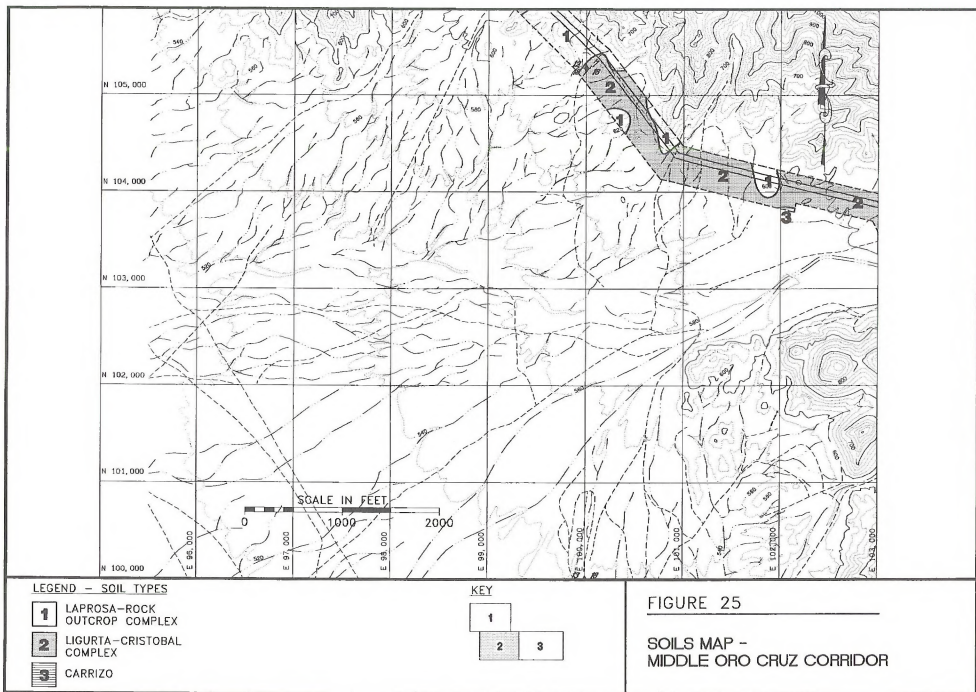 N 105,000
N 104,000
N 103,000
N 102,000
N 101,000
N 100,000
E 96,000
E 97,000
E 98,000
E 99,000
E 100,000
E 101,000
E 102,000
E 103,000
1
2
1
1
2
1
2
3
SCALE IN FEET
0 1000 2000
LEGEND - SOIL TYPES
1 LAPROSA-ROCK
OUTCROP COMPLEX
2 LIGURTA-CRISTOBAL
COMPLEX
3 CARRIZO
KEY
1
2 3
FIGURE 25
SOILS MAP -
MIDDLE ORO CRUZ CORRIDOR